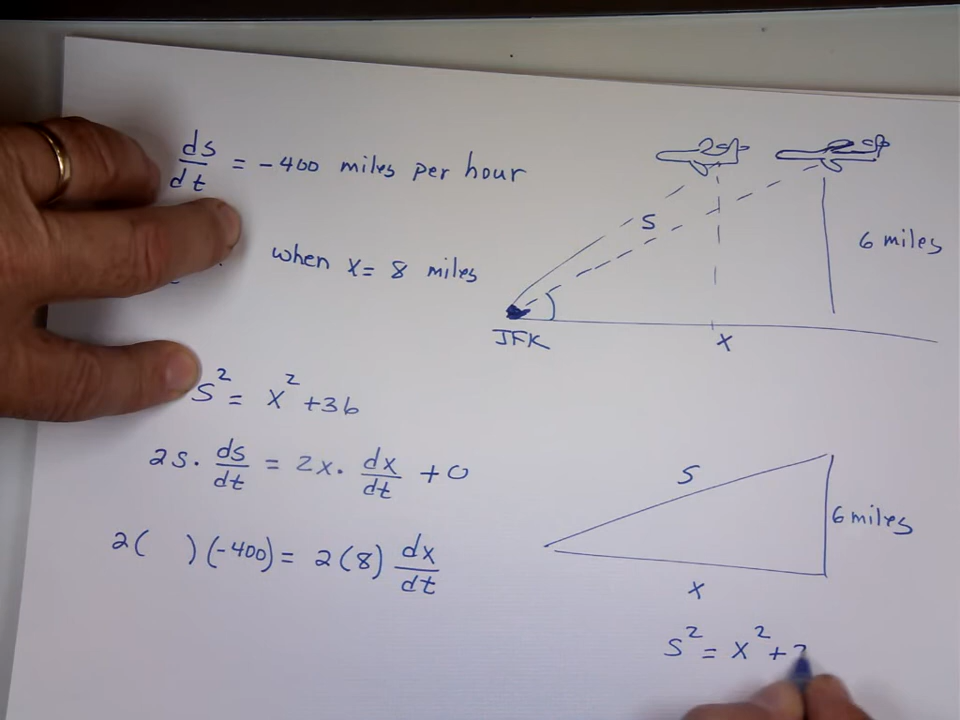 ds/dt = -400 miles per hour
when x = 8 miles
S² = x² + 36
2s · ds/dt = 2x · dx/dt + 0
2( )(-400) = 2(8) dx/dt
S
6 miles
JFK
x
S
6 miles
x
S² = x² +